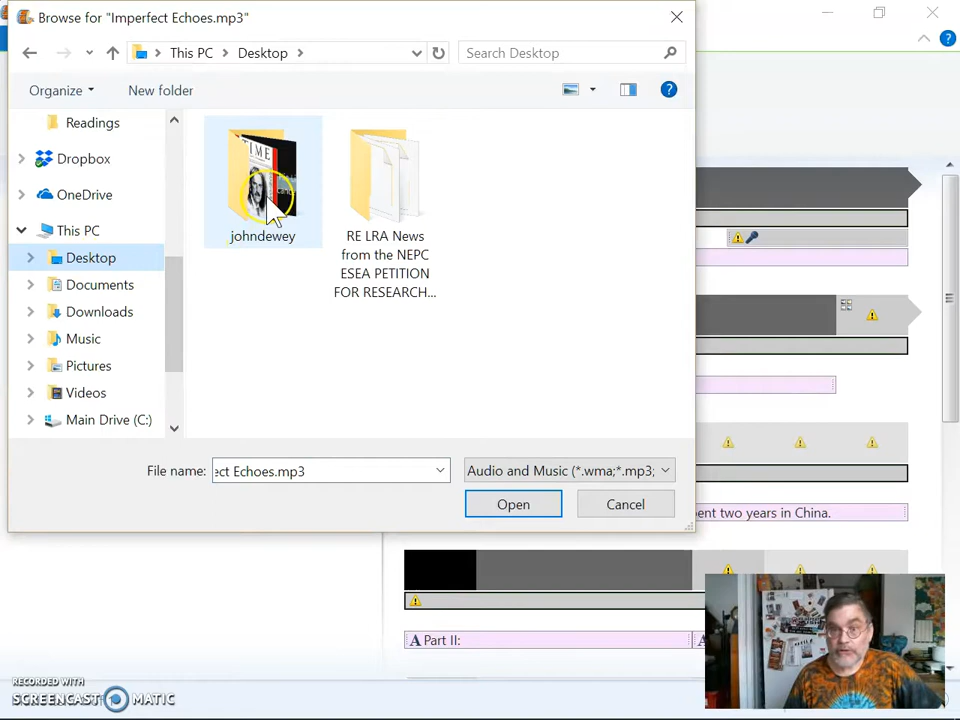 Browse for "Imperfect Echoes.mp3"
This PC
Desktop
Search Desktop
Organize
New folder
Readings
Dropbox
OneDrive
This PC
Desktop
Documents
Downloads
Music
Pictures
Videos
Main Drive (C:)
TIME
johndewey
RE LRA News
from the NEPC
ESEA PETITION
FOR RESEARCH...
File name:
ect Echoes.mp3
Audio and Music (*.wma;*.mp3;
Open
Cancel
ent two years in China.
A Part II:
A
RECORDED WITH
SCREENCAST MATIC